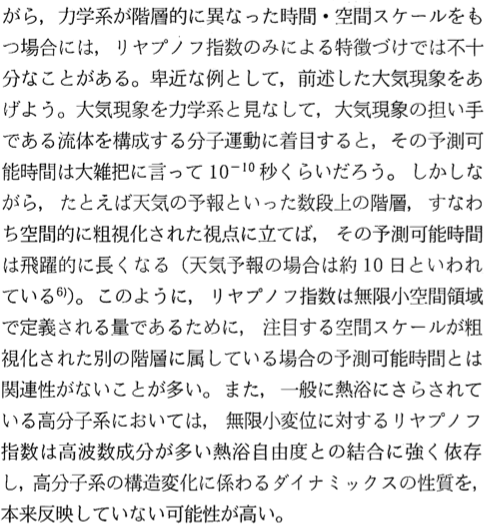 がら，力学系が階層的に異なった時間・空間スケールをも
つ場合には，リヤプノフ指数のみによる特徴づけでは不十
分なことがある。卑近な例として，前述した大気現象をあ
げよう。大気現象を力学系と見なして，大気現象の担い手
である流体を構成する分子運動に着目すると，その予測可
能時間は大雑把に言って 10⁻¹⁰ 秒くらいだろう。しかしな
がら，たとえば天気の予報といった数段上の階層，すなわ
ち空間的に粗視化された視点に立てば，その予測可能時間
は飛躍的に長くなる（天気予報の場合は約 10 日といわれ
ている⁶⁾）。このように，リヤプノフ指数は無限小空間領域
で定義される量であるために，注目する空間スケールが粗
視化された別の階層に属している場合の予測可能時間とは
関連性がないことが多い。また，一般に熱浴にさらされて
いる高分子系においては，無限小変位に対するリヤプノフ
指数は高波数成分が多い熱浴自由度との結合に強く依存
し，高分子系の構造変化に係わるダイナミックスの性質を，
本来反映していない可能性が高い。